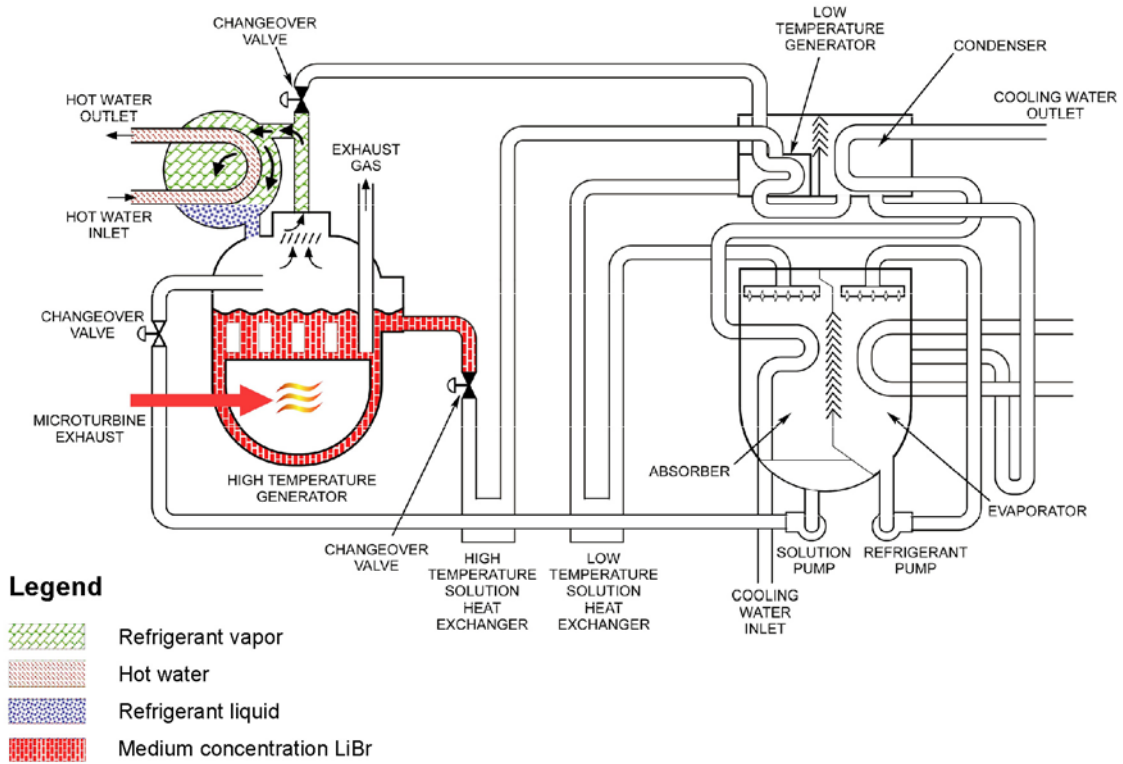 CHANGEOVER
VALVE
LOW
TEMPERATURE
GENERATOR
CONDENSER
HOT WATER
OUTLET
COOLING WATER
OUTLET
EXHAUST
GAS
HOT WATER
INLET
CHANGEOVER
VALVE
MICROTURBINE
EXHAUST
HIGH TEMPERATURE
GENERATOR
ABSORBER
EVAPORATOR
CHANGEOVER
VALVE
HIGH
TEMPERATURE
SOLUTION
HEAT
EXCHANGER
LOW
TEMPERATURE
SOLUTION
HEAT
EXCHANGER
SOLUTION
PUMP
REFRIGERANT
PUMP
COOLING
WATER
INLET
Legend
Refrigerant vapor
Hot water
Refrigerant liquid
Medium concentration LiBr